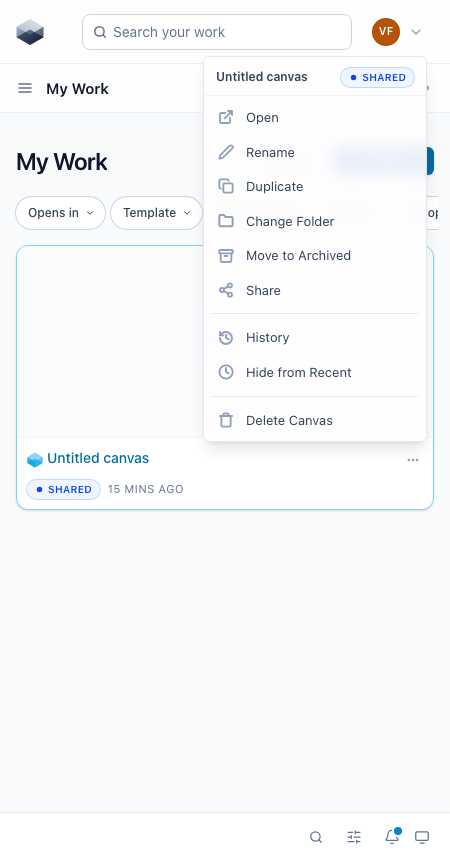 Search your work
VF
My Work
Untitled canvas
SHARED
Open
Rename
Duplicate
Change Folder
Move to Archived
Share
History
Hide from Recent
Delete Canvas
My Work
Opens in
Template
Untitled canvas
SHARED
15 MINS AGO